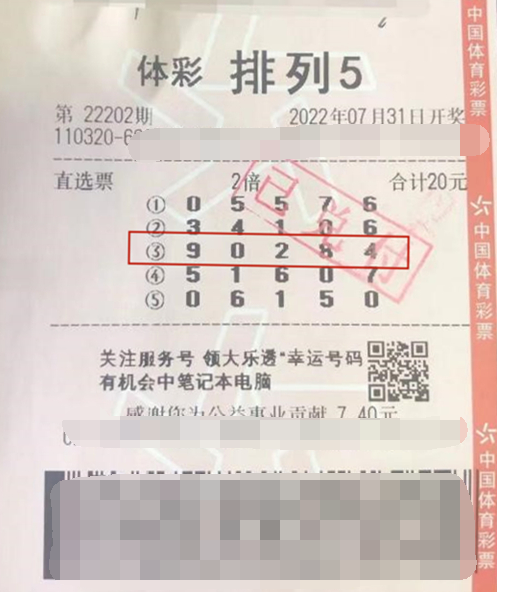 体彩 排列5
第 22202期 2022年07月31日开奖
110320-6
直选票 2倍 合计20元
① 0 5 5 7 6
② 3 4 1 0 6
③ 9 0 2 8 4
④ 5 1 6 0 7
⑤ 0 6 1 5 0
已兑付
关注服务号 领大乐透“幸运号码
有机会中笔记本电脑
感谢您为公益事业贡献 7.40元
中国体育彩票
中国体育彩票
中国体育彩票